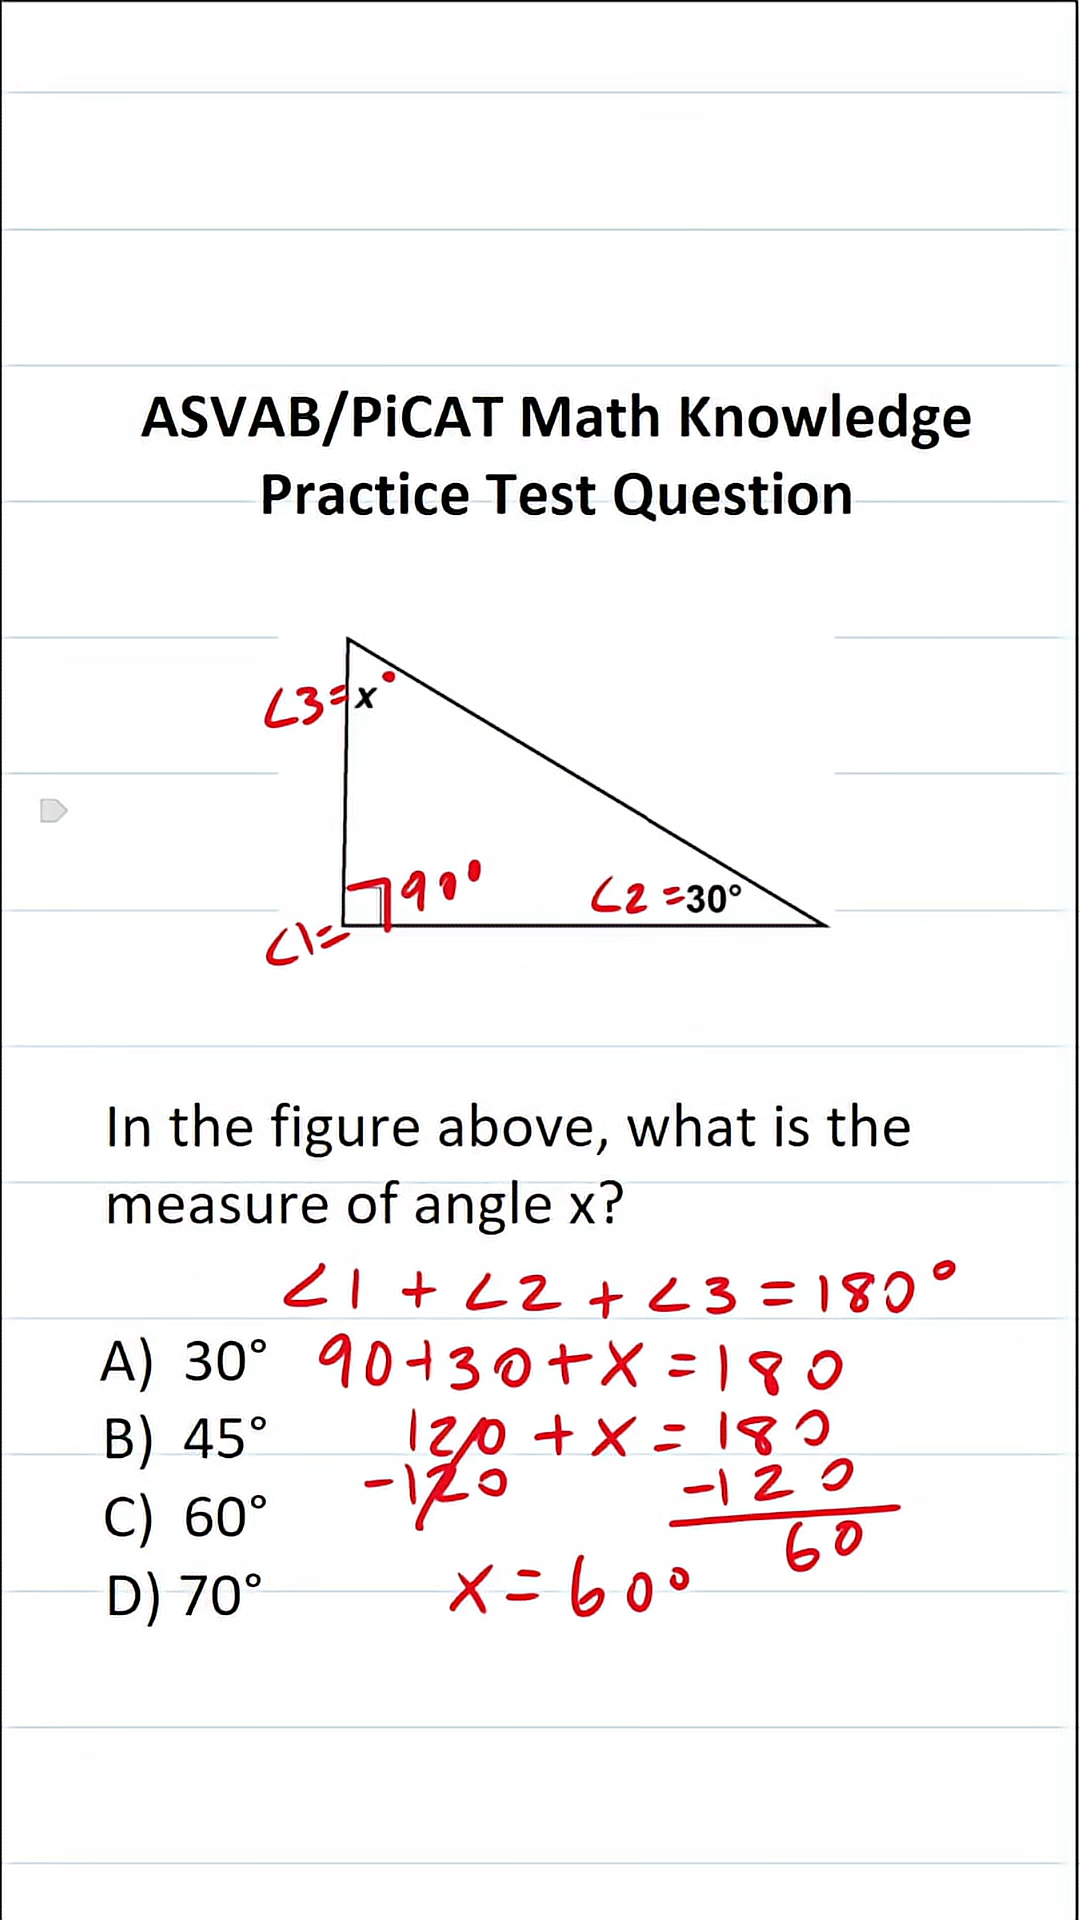 ASVAB/PiCAT Math Knowledge
Practice Test Question
∠3=x
90°
∠2=30°
∠1=
In the figure above, what is the
measure of angle x?
∠1 + ∠2 + ∠3 = 180°
A) 30° 90+30+x=180
B) 45° 120 + x = 180
-120 -120
C) 60° 60
D) 70° x=60°